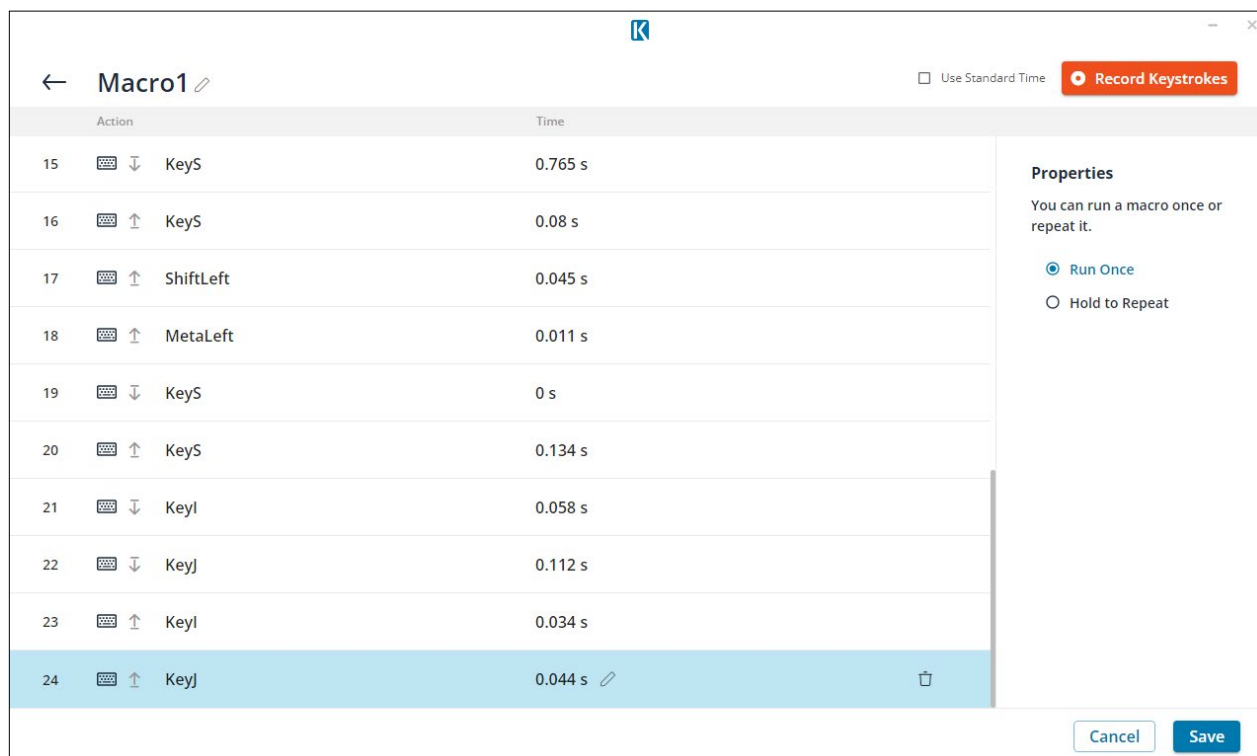 K
Macro1
Use Standard Time
Record Keystrokes
Action Time
15 KeyS 0.765 s
16 KeyS 0.08 s
17 ShiftLeft 0.045 s
18 MetaLeft 0.011 s
19 KeyS 0 s
20 KeyS 0.134 s
21 KeyI 0.058 s
22 KeyJ 0.112 s
23 KeyI 0.034 s
24 KeyJ 0.044 s
Properties
You can run a macro once or
repeat it.
Run Once
Hold to Repeat
Cancel Save